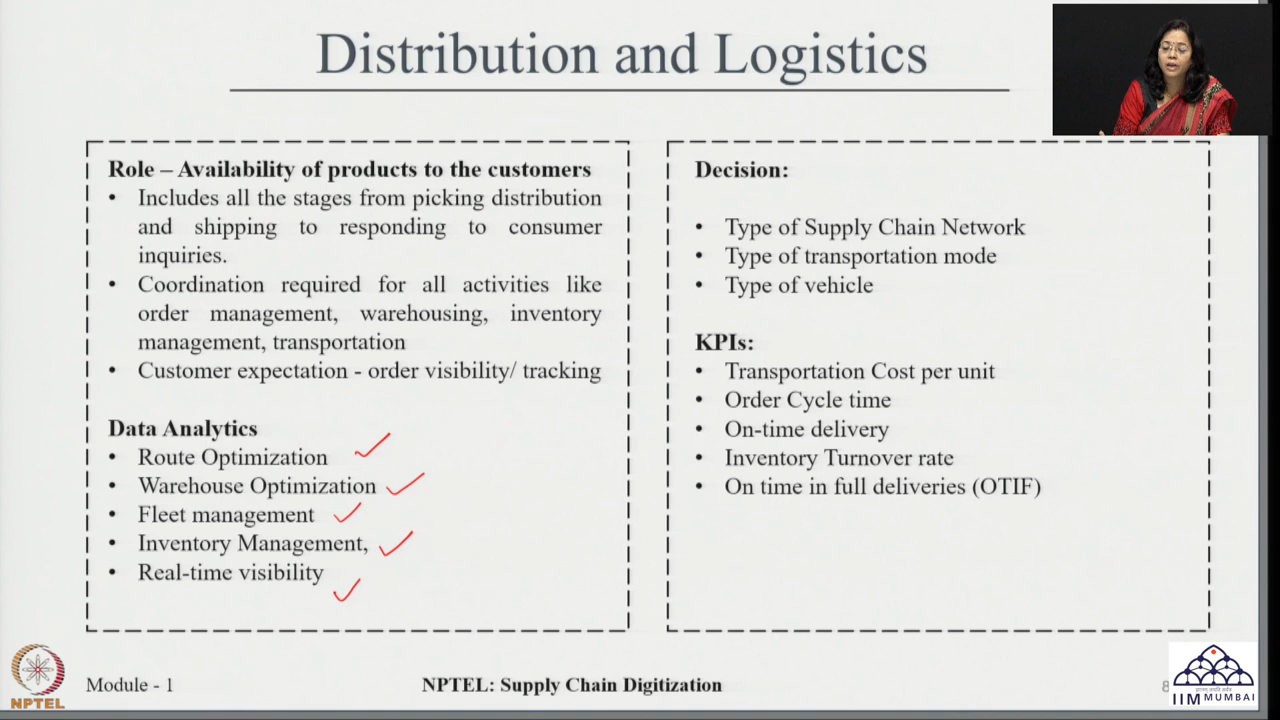 Distribution and Logistics
Role – Availability of products to the customers
• Includes all the stages from picking distribution
and shipping to responding to consumer
inquiries.
• Coordination required for all activities like
order management, warehousing, inventory
management, transportation
• Customer expectation - order visibility/ tracking
Data Analytics
• Route Optimization
• Warehouse Optimization
• Fleet management
• Inventory Management,
• Real-time visibility
Decision:
• Type of Supply Chain Network
• Type of transportation mode
• Type of vehicle
KPIs:
• Transportation Cost per unit
• Order Cycle time
• On-time delivery
• Inventory Turnover rate
• On time in full deliveries (OTIF)
NPTEL
Module - 1
NPTEL: Supply Chain Digitization
8
IIM MUMBAI